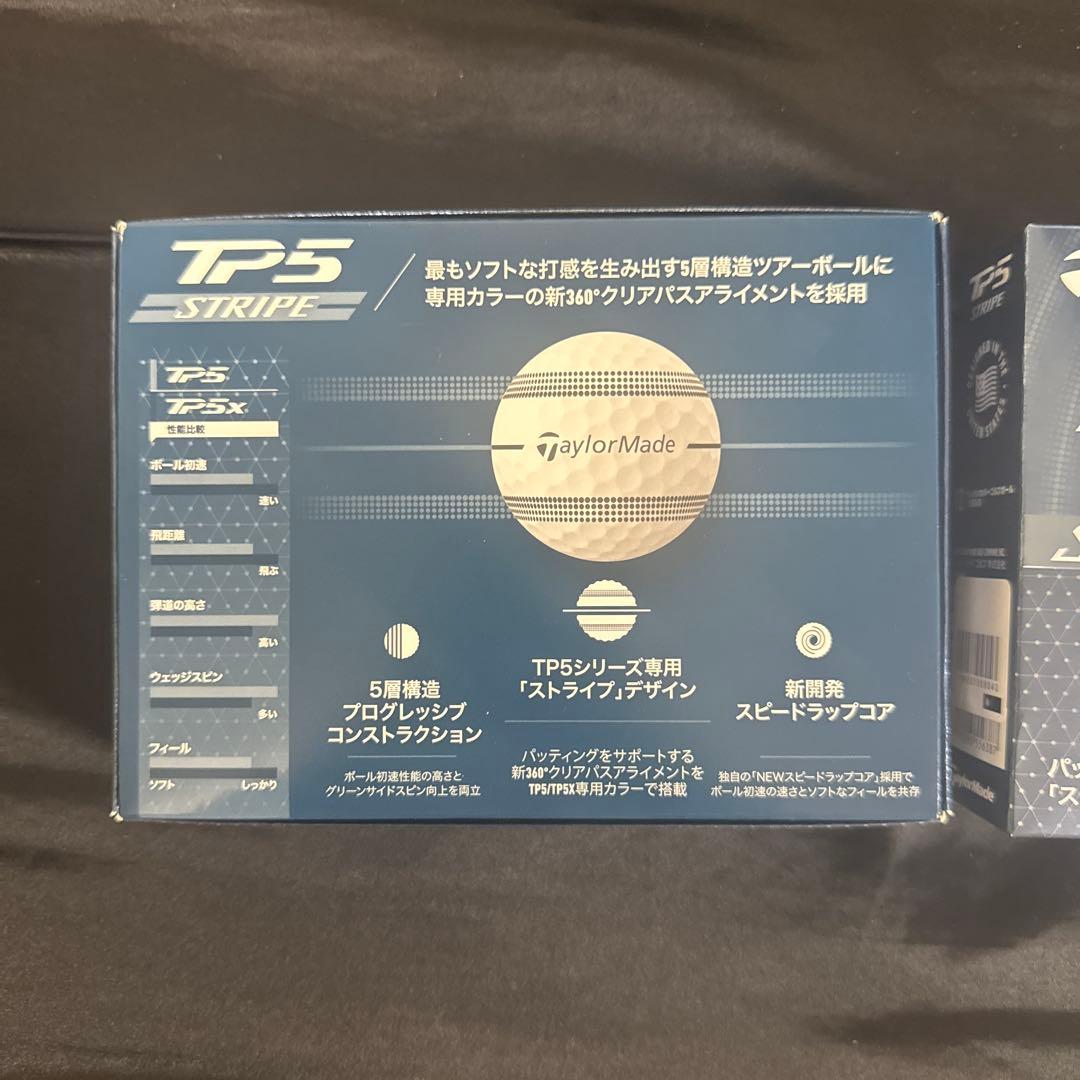 TP5
STRIPE
最もソフトな打感を生み出す5層構造ツアーボールに
専用カラーの新360°クリアパスアライメントを採用
TP5
TP5x
性能比較
ボール初速
速い
飛距離
飛ぶ
弾道の高さ
高い
ウェッジスピン
多い
フィール
ソフト しっかり
TaylorMade
5層構造
プログレッシブ
コンストラクション
ボール初速性能の高さと
グリーンサイドスピン向上を両立
TP5シリーズ専用
「ストライプ」デザイン
パッティングをサポートする
新360°クリアパスアライメントを
TP5/TP5X専用カラーで搭載
新開発
スピードラップコア
独自の「NEWスピードラップコア」採用で
ボール初速の速さとソフトなフィールを共存
TP5
STRIPE
TaylorMade
パッ
「ス